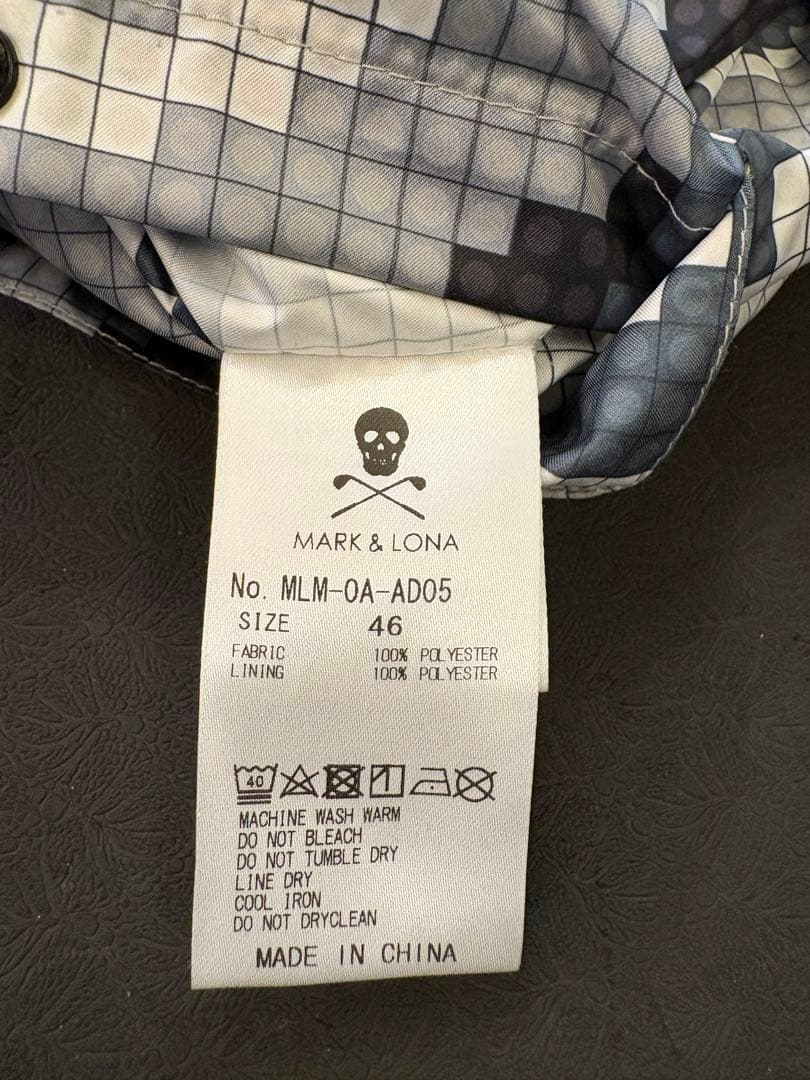 MARK & LONA
No. MLM-0A-AD05
SIZE 46
FABRIC 100% POLYESTER
LINING 100% POLYESTER
40
MACHINE WASH WARM
DO NOT BLEACH
DO NOT TUMBLE DRY
LINE DRY
COOL IRON
DO NOT DRYCLEAN
MADE IN CHINA